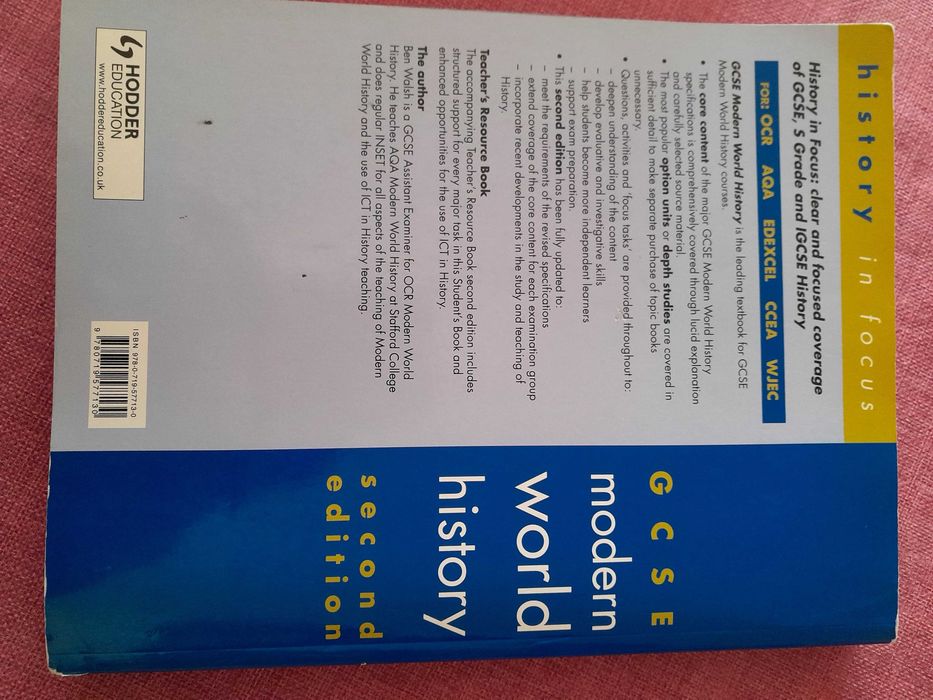 history in focus
History in Focus: clear and focused coverage
of GCSE, S Grade and IGCSE History
FOR: OCR AQA EDEXCEL CCEA WJEC
GCSE Modern World History is the leading textbook for GCSE
Modern World History courses.
• The core content of the major GCSE Modern World History
specifications is comprehensively covered through lucid explanation
and carefully selected source material.
• The most popular option units or depth studies are covered in
sufficient detail to make separate purchase of topic books
unnecessary.
• Questions, activities and 'focus tasks' are provided throughout to:
– deepen understanding of the content
– develop evaluative and investigative skills
– help students become more independent learners
– support exam preparation.
• This second edition has been fully updated to:
– meet the requirements of the revised specifications
– extend coverage of the core content for each examination group
– incorporate recent developments in the study and teaching of
History.
Teacher's Resource Book
The accompanying Teacher's Resource Book second edition includes
structured support for every major task in this Student's Book and
enhanced opportunities for the use of ICT in History.
The author
Ben Walsh is a GCSE Assistant Examiner for OCR Modern World
History. He teaches AQA Modern World History at Stafford College
and does regular INSET for all aspects of the teaching of Modern
World History and the use of ICT in History teaching.
HODDER
EDUCATION
www.hoddereducation.co.uk
ISBN 978-0-719-57713-0
9 780719 577130
GCSE
modern
world
history
second
edition